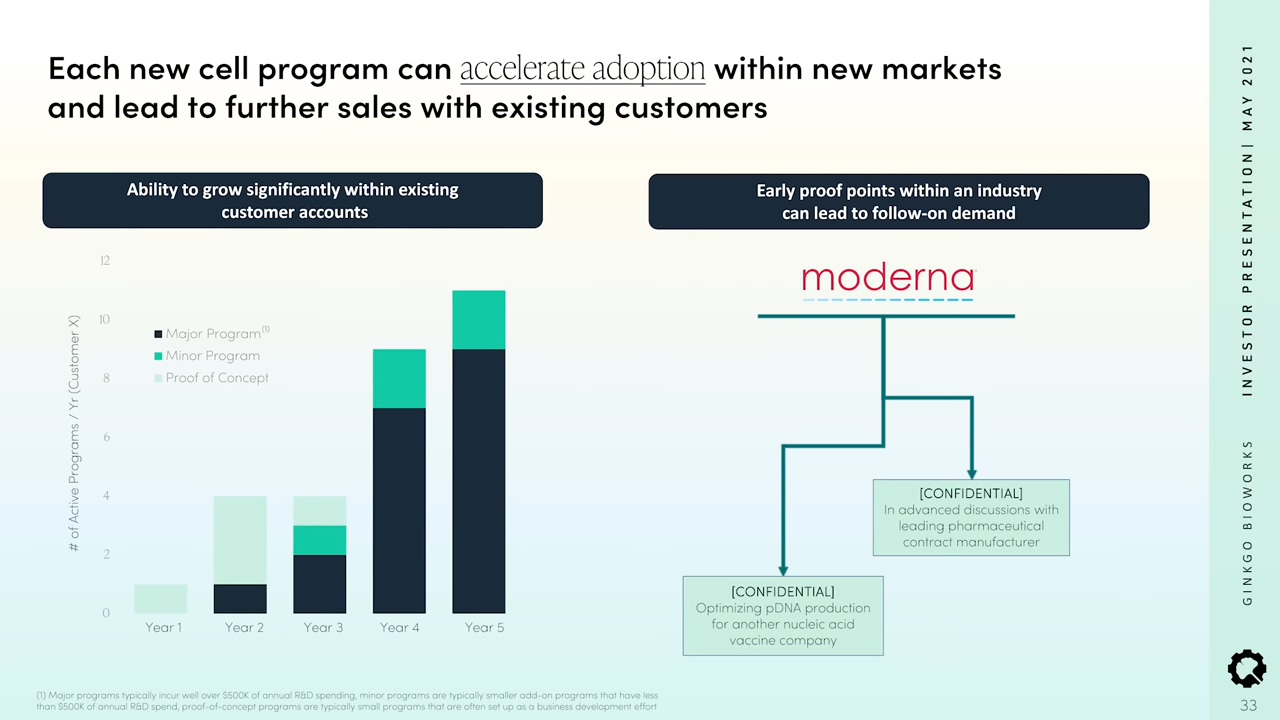 Each new cell program can accelerate adoption within new markets
and lead to further sales with existing customers
Ability to grow significantly within existing
customer accounts
12
10
8
6
4
2
0
# of Active Programs / Yr (Customer X)
Major Program(1)
Minor Program
Proof of Concept
Year 1
Year 2
Year 3
Year 4
Year 5
Early proof points within an industry
can lead to follow-on demand
moderna
[CONFIDENTIAL]
In advanced discussions with
leading pharmaceutical
contract manufacturer
[CONFIDENTIAL]
Optimizing pDNA production
for another nucleic acid
vaccine company
(1) Major programs typically incur well over $500K of annual R&D spending, minor programs are typically smaller add-on programs that have less
than $500K of annual R&D spend, proof-of-concept programs are typically small programs that are often set up as a business development effort
GINKGO BIOWORKS INVESTOR PRESENTATION| MAY 2021
33